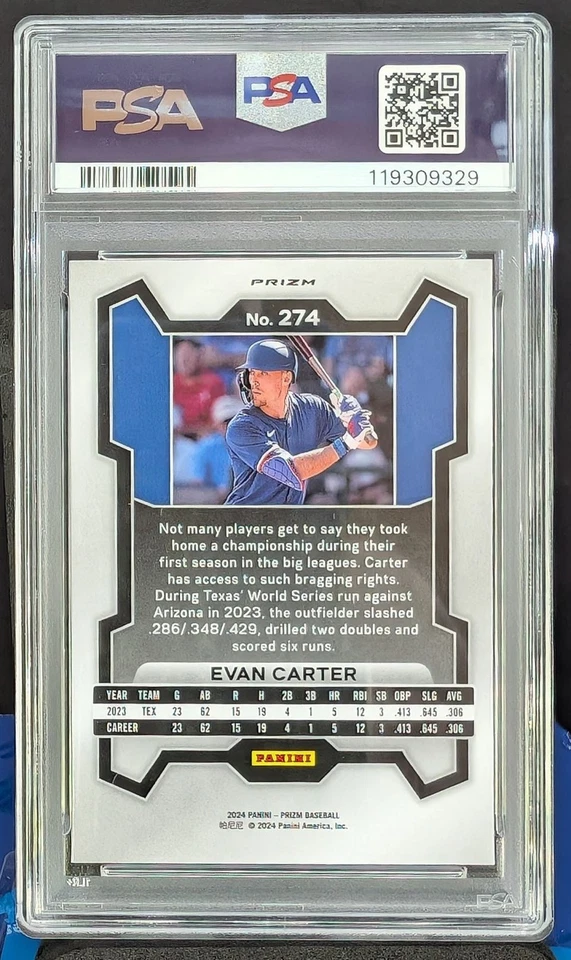 PSA
PSA
119309329
PRIZM
No. 274
Not many players get to say they took
home a championship during their
first season in the big leagues. Carter
has access to such bragging rights.
During Texas' World Series run against
Arizona in 2023, the outfielder slashed
.286/.348/.429, drilled two doubles and
scored six runs.
EVAN CARTER
YEAR TEAM G AB R H 2B 3B HR RBI SB OBP SLG AVG
2023 TEX 23 62 15 19 4 1 5 12 3 .413 .645 .306
CAREER 23 62 15 19 4 1 5 12 3 .413 .645 .306
PANINI
2024 PANINI – PRIZM BASEBALL
帕尼尼 © 2024 Panini America, Inc.
PSA